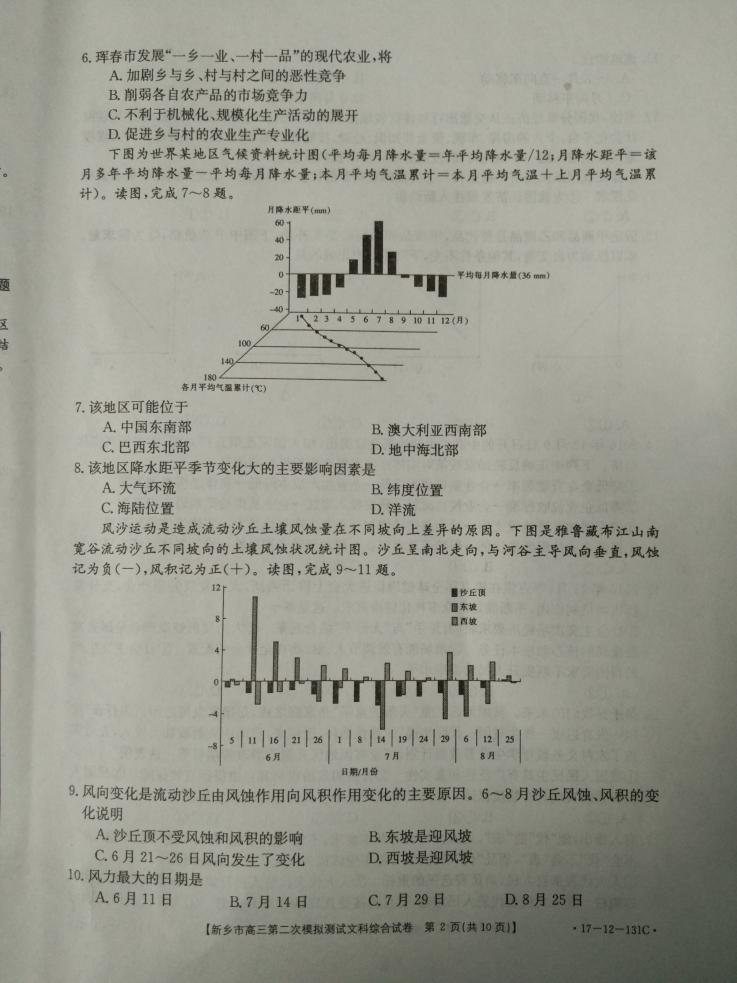 6. 珲春市发展“一乡一业、一村一品”的现代农业,将
A. 加剧乡与乡、村与村之间的恶性竞争
B. 削弱各自农产品的市场竞争力
C. 不利于机械化、规模化生产活动的展开
D. 促进乡与村的农业生产专业化
下图为世界某地区气候资料统计图(平均每月降水量=年平均降水量/12;月降水距平=该
月多年平均降水量-平均每月降水量;本月平均气温累计=本月平均气温+上月平均气温累
计)。读图,完成7~8题。
月降水距平(mm)
60
40
20
0
平均每月降水量(36 mm)
-20
-40
1 2 3 4 5 6 7 8 9 10 11 12(月)
60
100
140
180
各月平均气温累计(℃)
7. 该地区可能位于
A. 中国东南部 B. 澳大利亚西南部
C. 巴西东北部 D. 地中海北部
8. 该地区降水距平季节变化大的主要影响因素是
A. 大气环流 B. 纬度位置
C. 海陆位置 D. 洋流
风沙运动是造成流动沙丘土壤风蚀量在不同坡向上差异的原因。下图是雅鲁藏布江山南
宽谷流动沙丘不同坡向的土壤风蚀状况统计图。沙丘呈南北走向,与河谷主导风向垂直,风蚀
记为负(-),风积记为正(+)。读图,完成9~11题。
12
8
4
0
-4
-8
沙丘顶
东坡
西坡
5 11 16 21 26 1 8 14 19 24 29 6 12 25
6月 7月 8月
日期/月份
9. 风向变化是流动沙丘由风蚀作用向风积作用变化的主要原因。6~8月沙丘风蚀、风积的变
化说明
A. 沙丘顶不受风蚀和风积的影响 B. 东坡是迎风坡
C. 6月21~26日风向发生了变化 D. 西坡是迎风坡
10. 风力最大的日期是
A. 6月11日 B. 7月14日 C. 7月29日 D. 8月25日
【新乡市高三第二次模拟测试文科综合试卷 第2页(共10页)】 ·17-12-131C·
题
区